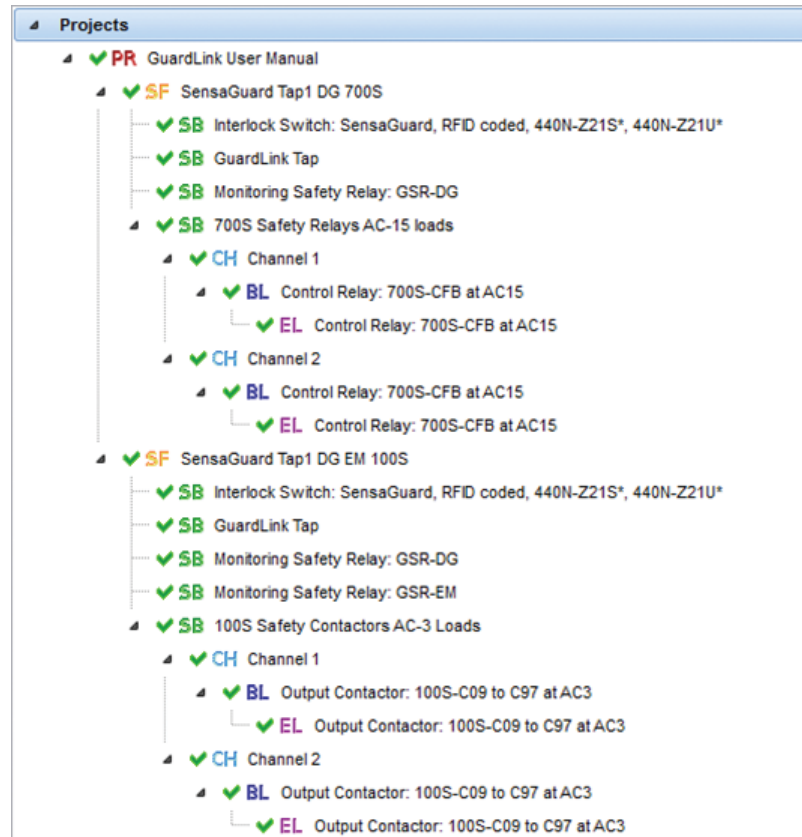 Projects
PR GuardLink User Manual
SF SensaGuard Tap1 DG 700S
SB Interlock Switch: SensaGuard, RFID coded, 440N-Z21S*, 440N-Z21U*
SB GuardLink Tap
SB Monitoring Safety Relay: GSR-DG
SB 700S Safety Relays AC-15 loads
CH Channel 1
BL Control Relay: 700S-CFB at AC15
EL Control Relay: 700S-CFB at AC15
CH Channel 2
BL Control Relay: 700S-CFB at AC15
EL Control Relay: 700S-CFB at AC15
SF SensaGuard Tap1 DG EM 100S
SB Interlock Switch: SensaGuard, RFID coded, 440N-Z21S*, 440N-Z21U*
SB GuardLink Tap
SB Monitoring Safety Relay: GSR-DG
SB Monitoring Safety Relay: GSR-EM
SB 100S Safety Contactors AC-3 Loads
CH Channel 1
BL Output Contactor: 100S-C09 to C97 at AC3
EL Output Contactor: 100S-C09 to C97 at AC3
CH Channel 2
BL Output Contactor: 100S-C09 to C97 at AC3
EL Output Contactor: 100S-C09 to C97 at AC3